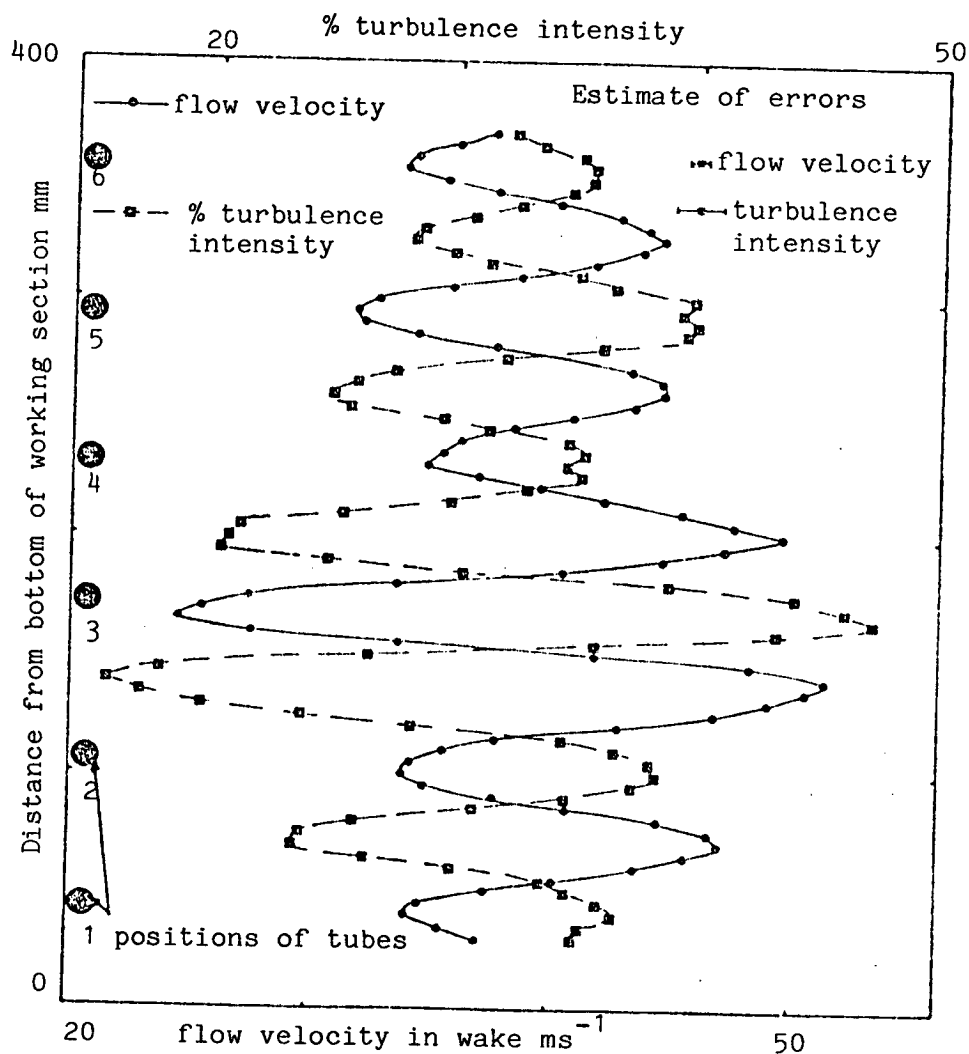 % turbulence intensity
400
20
50
flow velocity
Estimate of errors
6
flow velocity
% turbulence
intensity
turbulence
intensity
5
4
3
2
1 positions of tubes
0
Distance from bottom of working section mm
20
50
flow velocity in wake ms⁻¹